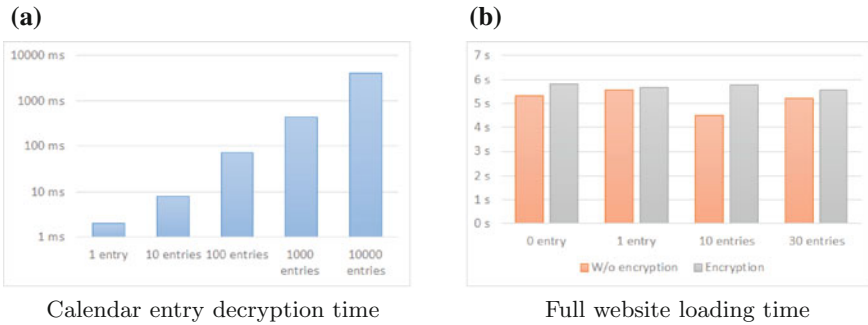 (a)
10000 ms
1000 ms
100 ms
10 ms
1 ms
1 entry
10 entries
100 entries
1000
entries
10000
entries
Calendar entry decryption time
(b)
7 s
6 s
5 s
4 s
3 s
2 s
1 s
0 s
0 entry
1 entry
10 entries
30 entries
W/o encryption
Encryption
Full website loading time